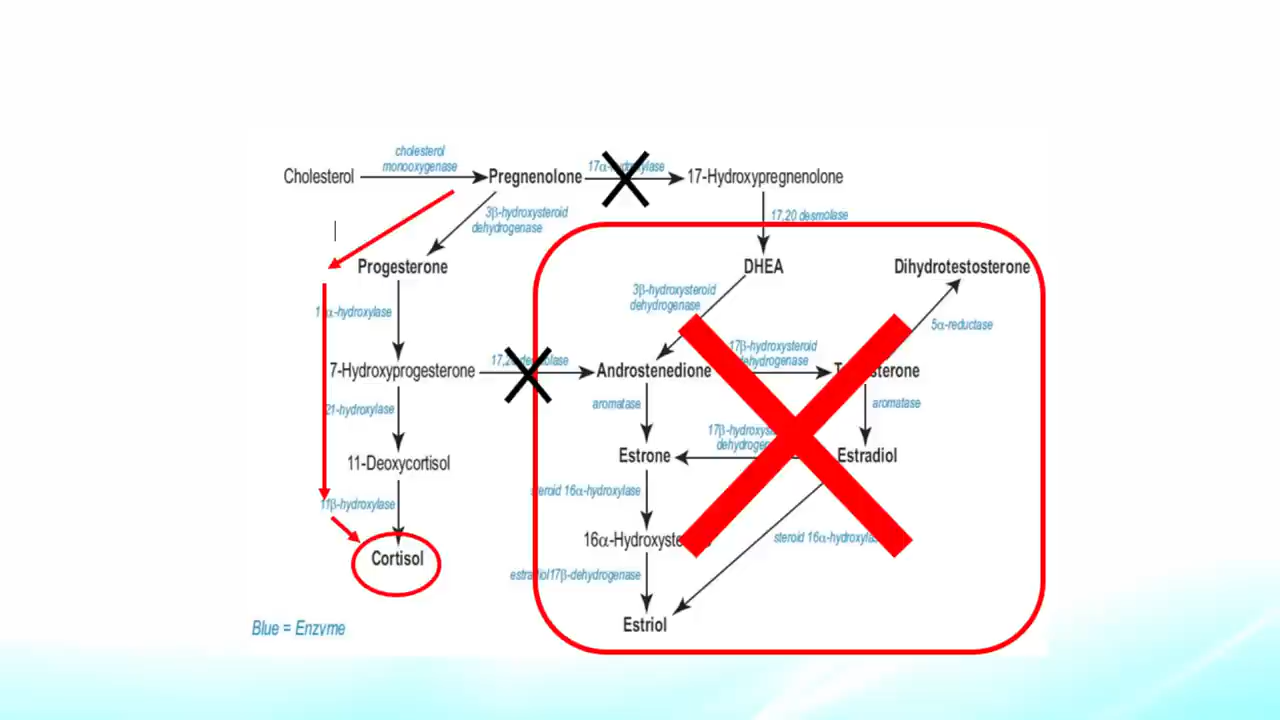 cholesterol
monooxygenase
Cholesterol
Pregnenolone
17-Hydroxypregnenolone
3β-hydroxysteroid
dehydrogenase
17,20 desmolase
Progesterone
DHEA
Dihydrotestosterone
3β-hydroxysteroid
dehydrogenase
5α-reductase
17β-hydroxysteroid
7-Hydroxyprogesterone
Androstenedione
21-hydroxylase
aromatase
aromatase
11-Deoxycortisol
Estrone
Estradiol
steroid 16α-hydroxylase
11β-hydroxylase
steroid
Cortisol
estradiol17β-dehydrogenase
Estriol
Blue = Enzyme